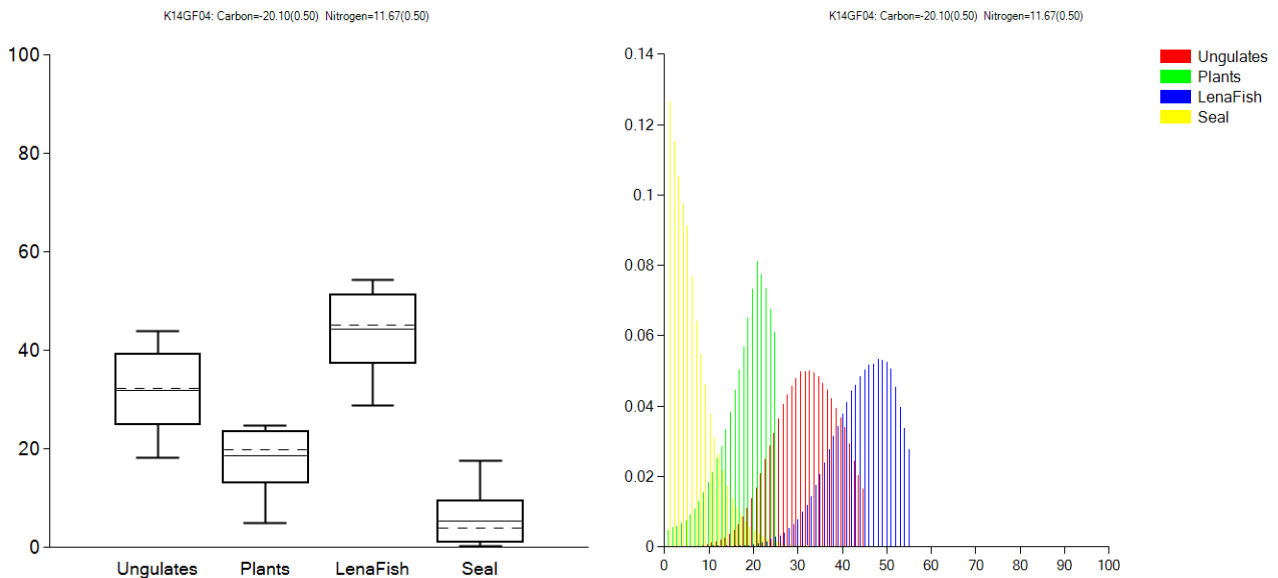 K14GF04: Carbon=-20.10(0.50) Nitrogen=11.67(0.50)
100
80
60
40
20
0
Ungulates Plants LenaFish Seal
K14GF04: Carbon=-20.10(0.50) Nitrogen=11.67(0.50)
0.14
0.12
0.1
0.08
0.06
0.04
0.02
0
0 10 20 30 40 50 60 70 80 90 100
Ungulates
Plants
LenaFish
Seal